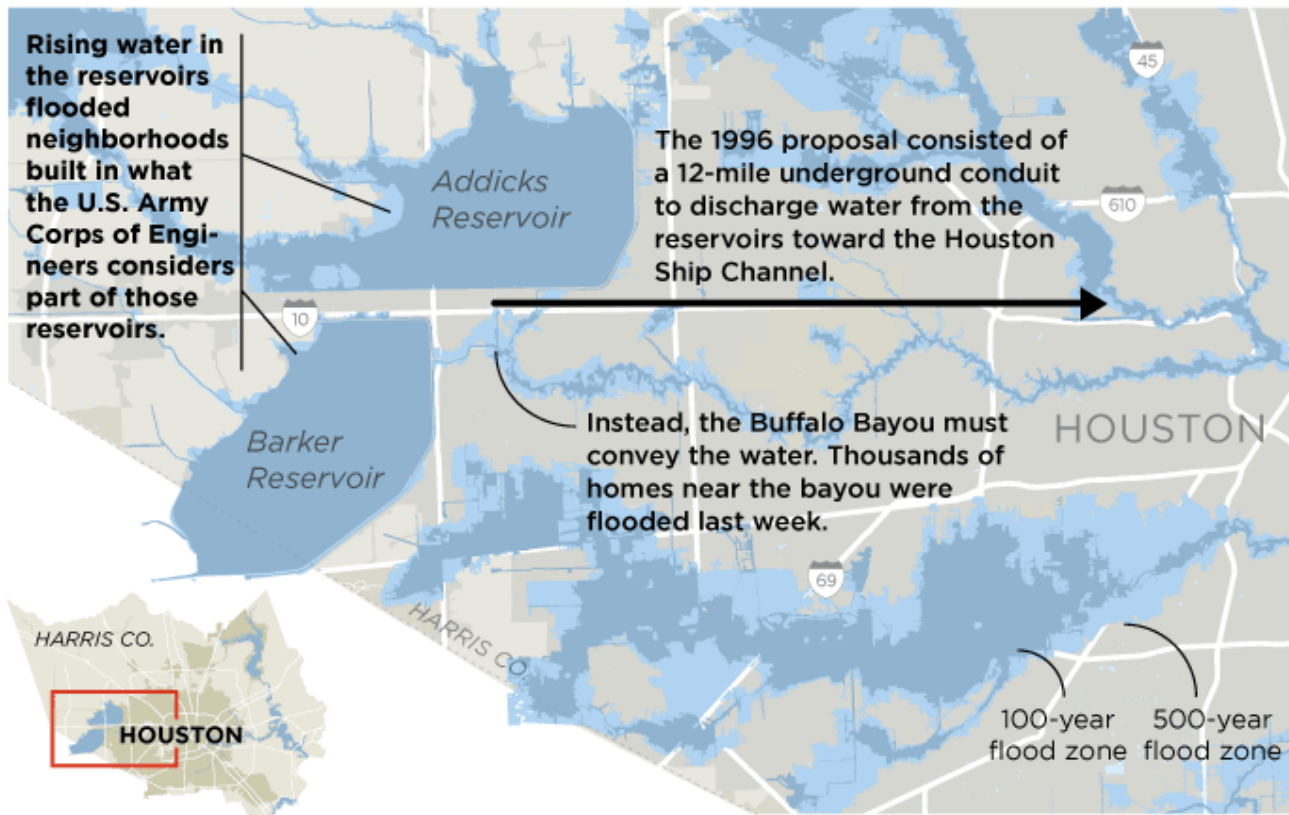 Rising water in
the reservoirs
flooded
neighborhoods
built in what
the U.S. Army
Corps of Engi-
neers considers
part of those
reservoirs.
Addicks
Reservoir
45
The 1996 proposal consisted of
a 12-mile underground conduit
to discharge water from the
reservoirs toward the Houston
Ship Channel.
610
10
Barker
Reservoir
Instead, the Buffalo Bayou must
convey the water. Thousands of
homes near the bayou were
flooded last week.
HOUSTON
69
HARRIS CO.
100-year
flood zone
500-year
flood zone
HARRIS CO.
HOUSTON